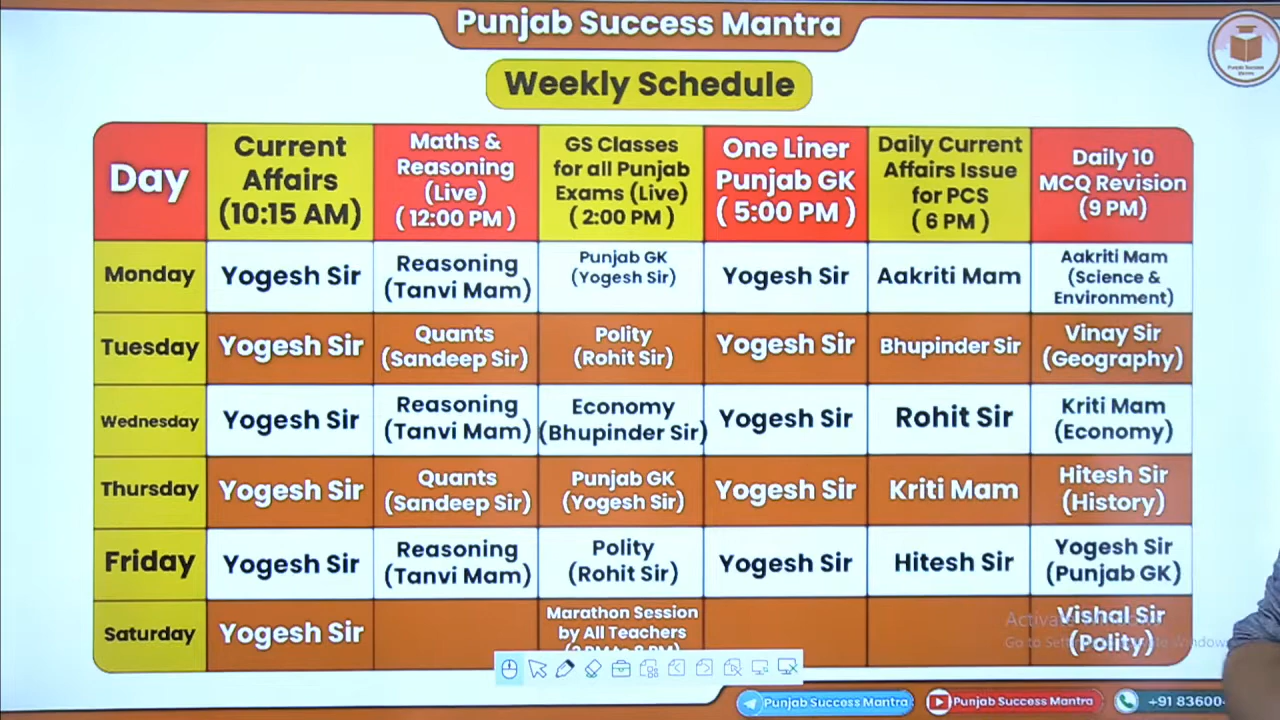 Punjab Success Mantra
Punjab Success
Weekly Schedule
Day
Current
Affairs
(10:15 AM)
Maths &
Reasoning
(Live)
( 12:00 PM )
GS Classes
for all Punjab
Exams (Live)
( 2:00 PM )
One Liner
Punjab GK
( 5:00 PM )
Daily Current
Affairs Issue
for PCS
( 6 PM )
Daily 10
MCQ Revision
(9 PM)
Monday
Yogesh Sir
Reasoning
(Tanvi Mam)
Punjab GK
(Yogesh Sir)
Yogesh Sir
Aakriti Mam
Aakriti Mam
(Science &
Environment)
Tuesday
Yogesh Sir
Quants
(Sandeep Sir)
Polity
(Rohit Sir)
Yogesh Sir
Bhupinder Sir
Vinay Sir
(Geography)
Wednesday
Yogesh Sir
Reasoning
(Tanvi Mam)
Economy
(Bhupinder Sir)
Yogesh Sir
Rohit Sir
Kriti Mam
(Economy)
Thursday
Yogesh Sir
Quants
(Sandeep Sir)
Punjab GK
(Yogesh Sir)
Yogesh Sir
Kriti Mam
Hitesh Sir
(History)
Friday
Yogesh Sir
Reasoning
(Tanvi Mam)
Polity
(Rohit Sir)
Yogesh Sir
Hitesh Sir
Yogesh Sir
(Punjab GK)
Saturday
Yogesh Sir
Marathon Session
by All Teachers
Vishal Sir
(Polity)
Punjab Success Mantra
Punjab Success Mantra
+91 83600